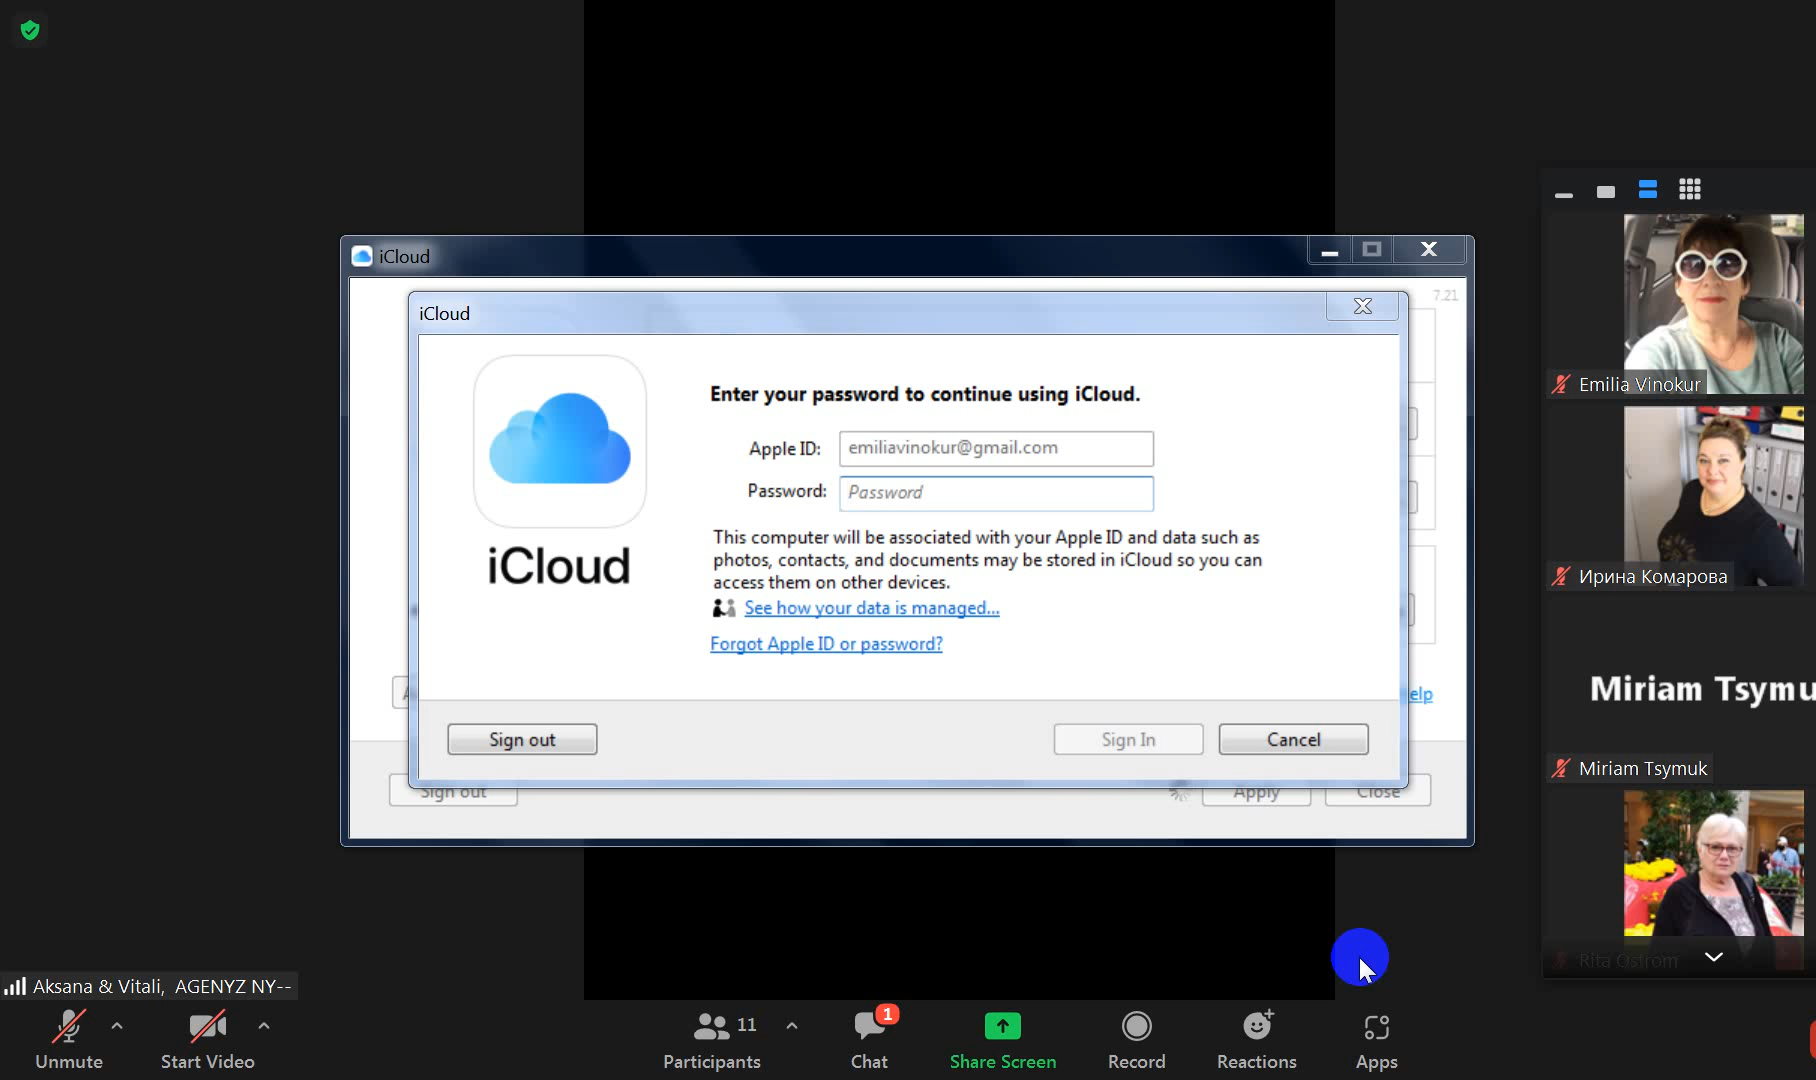 iCloud
7.21
iCloud
Enter your password to continue using iCloud.
Apple ID: emiliavinokur@gmail.com
Password: Password
This computer will be associated with your Apple ID and data such as
photos, contacts, and documents may be stored in iCloud so you can
access them on other devices.
See how your data is managed...
Forgot Apple ID or password?
iCloud
Sign out
Sign In
Cancel
elp
Sign out
Apply
Close
Emilia Vinokur
Ирина Комарова
Miriam Tsymu
Miriam Tsymuk
Rita Ostrom
Aksana & Vitali, AGENYZ NY--
Unmute
Start Video
11
Participants
1
Chat
Share Screen
Record
Reactions
Apps